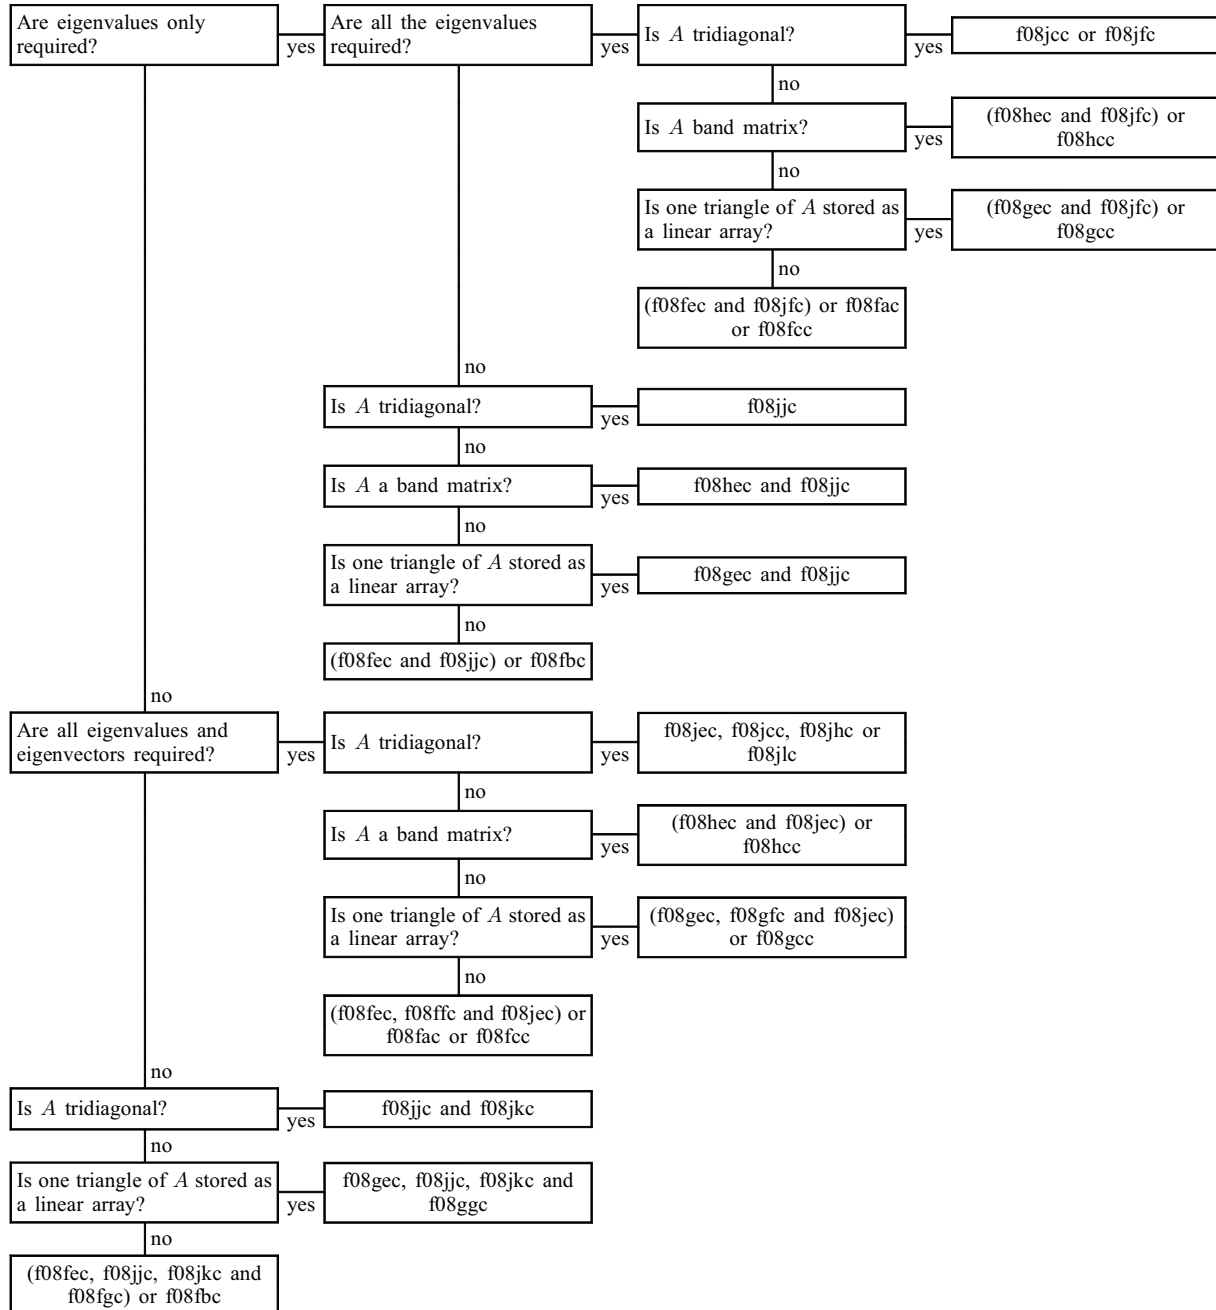 Are eigenvalues only
required?
yes
Are all the eigenvalues
required?
yes
Is A tridiagonal?
yes
f08jcc or f08jfc
no
Is A band matrix?
yes
(f08hec and f08jfc) or
f08hcc
no
Is one triangle of A stored as
a linear array?
yes
(f08gec and f08jfc) or
f08gcc
no
(f08fec and f08jfc) or f08fac
or f08fcc
no
Is A tridiagonal?
yes
f08jjc
no
Is A a band matrix?
yes
f08hec and f08jjc
no
Is one triangle of A stored as
a linear array?
yes
f08gec and f08jjc
no
(f08fec and f08jjc) or f08fbc
no
Are all eigenvalues and
eigenvectors required?
yes
Is A tridiagonal?
yes
f08jec, f08jcc, f08jhc or
f08jlc
no
Is A a band matrix?
yes
(f08hec and f08jec) or
f08hcc
no
Is one triangle of A stored as
a linear array?
yes
(f08gec, f08gfc and f08jec)
or f08gcc
no
(f08fec, f08ffc and f08jec) or
f08fac or f08fcc
no
Is A tridiagonal?
yes
f08jjc and f08jkc
no
Is one triangle of A stored as
a linear array?
yes
f08gec, f08jjc, f08jkc and
f08ggc
no
(f08fec, f08jjc, f08jkc and
f08fgc) or f08fbc